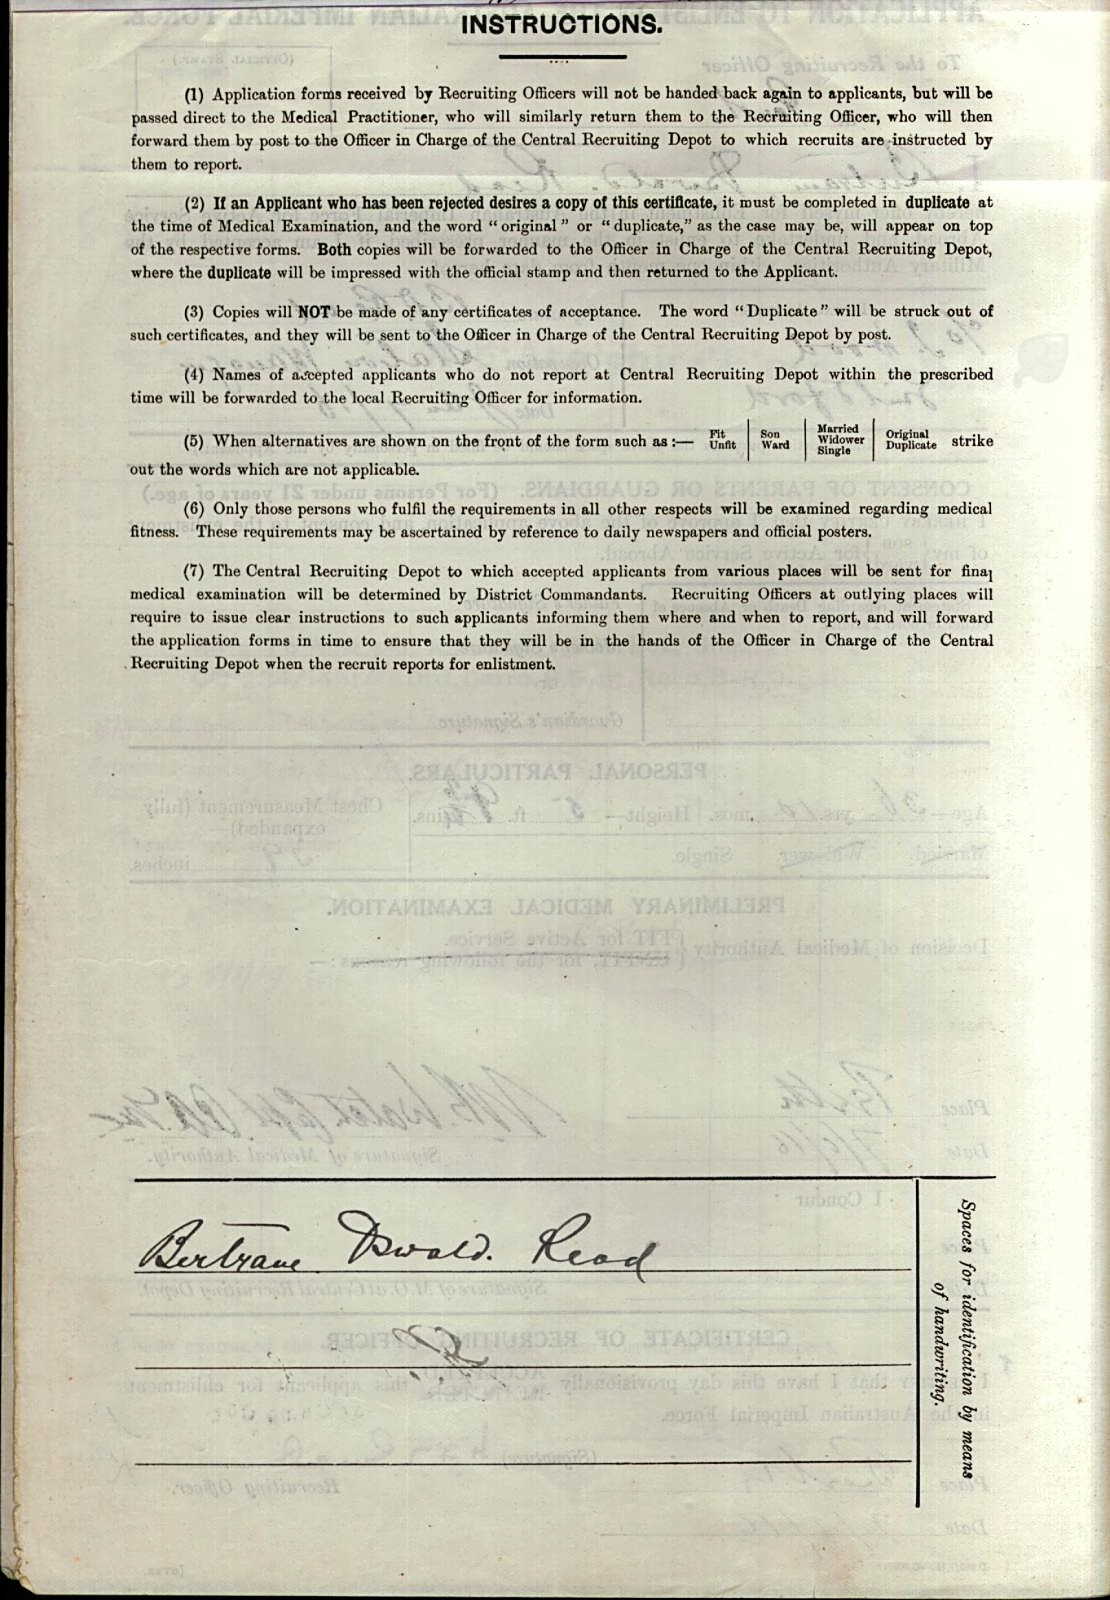 INSTRUCTIONS.
(1) Application forms received by Recruiting Officers will not be handed back again to applicants, but will be
passed direct to the Medical Practitioner, who will similarly return them to the Recruiting Officer, who will then
forward them by post to the Officer in Charge of the Central Recruiting Depot to which recruits are instructed by
them to report.
(2) If an Applicant who has been rejected desires a copy of this certificate, it must be completed in duplicate at
the time of Medical Examination, and the word "original" or "duplicate," as the case may be, will appear on top
of the respective forms. Both copies will be forwarded to the Officer in Charge of the Central Recruiting Depot,
where the duplicate will be impressed with the official stamp and then returned to the Applicant.
(3) Copies will NOT be made of any certificates of acceptance. The word "Duplicate" will be struck out of
such certificates, and they will be sent to the Officer in Charge of the Central Recruiting Depot by post.
(4) Names of accepted applicants who do not report at Central Recruiting Depot within the prescribed
time will be forwarded to the local Recruiting Officer for information.
(5) When alternatives are shown on the front of the form such as :— Fit Unfit | Son Ward | Married Widower Single | Original Duplicate strike
out the words which are not applicable.
(6) Only those persons who fulfil the requirements in all other respects will be examined regarding medical
fitness. These requirements may be ascertained by reference to daily newspapers and official posters.
(7) The Central Recruiting Depot to which accepted applicants from various places will be sent for final
medical examination will be determined by District Commandants. Recruiting Officers at outlying places will
require to issue clear instructions to such applicants informing them where and when to report, and will forward
the application forms in time to ensure that they will be in the hands of the Officer in Charge of the Central
Recruiting Depot when the recruit reports for enlistment.
Bertrane Oswald. Read
Spaces for identification by means
of handwriting.